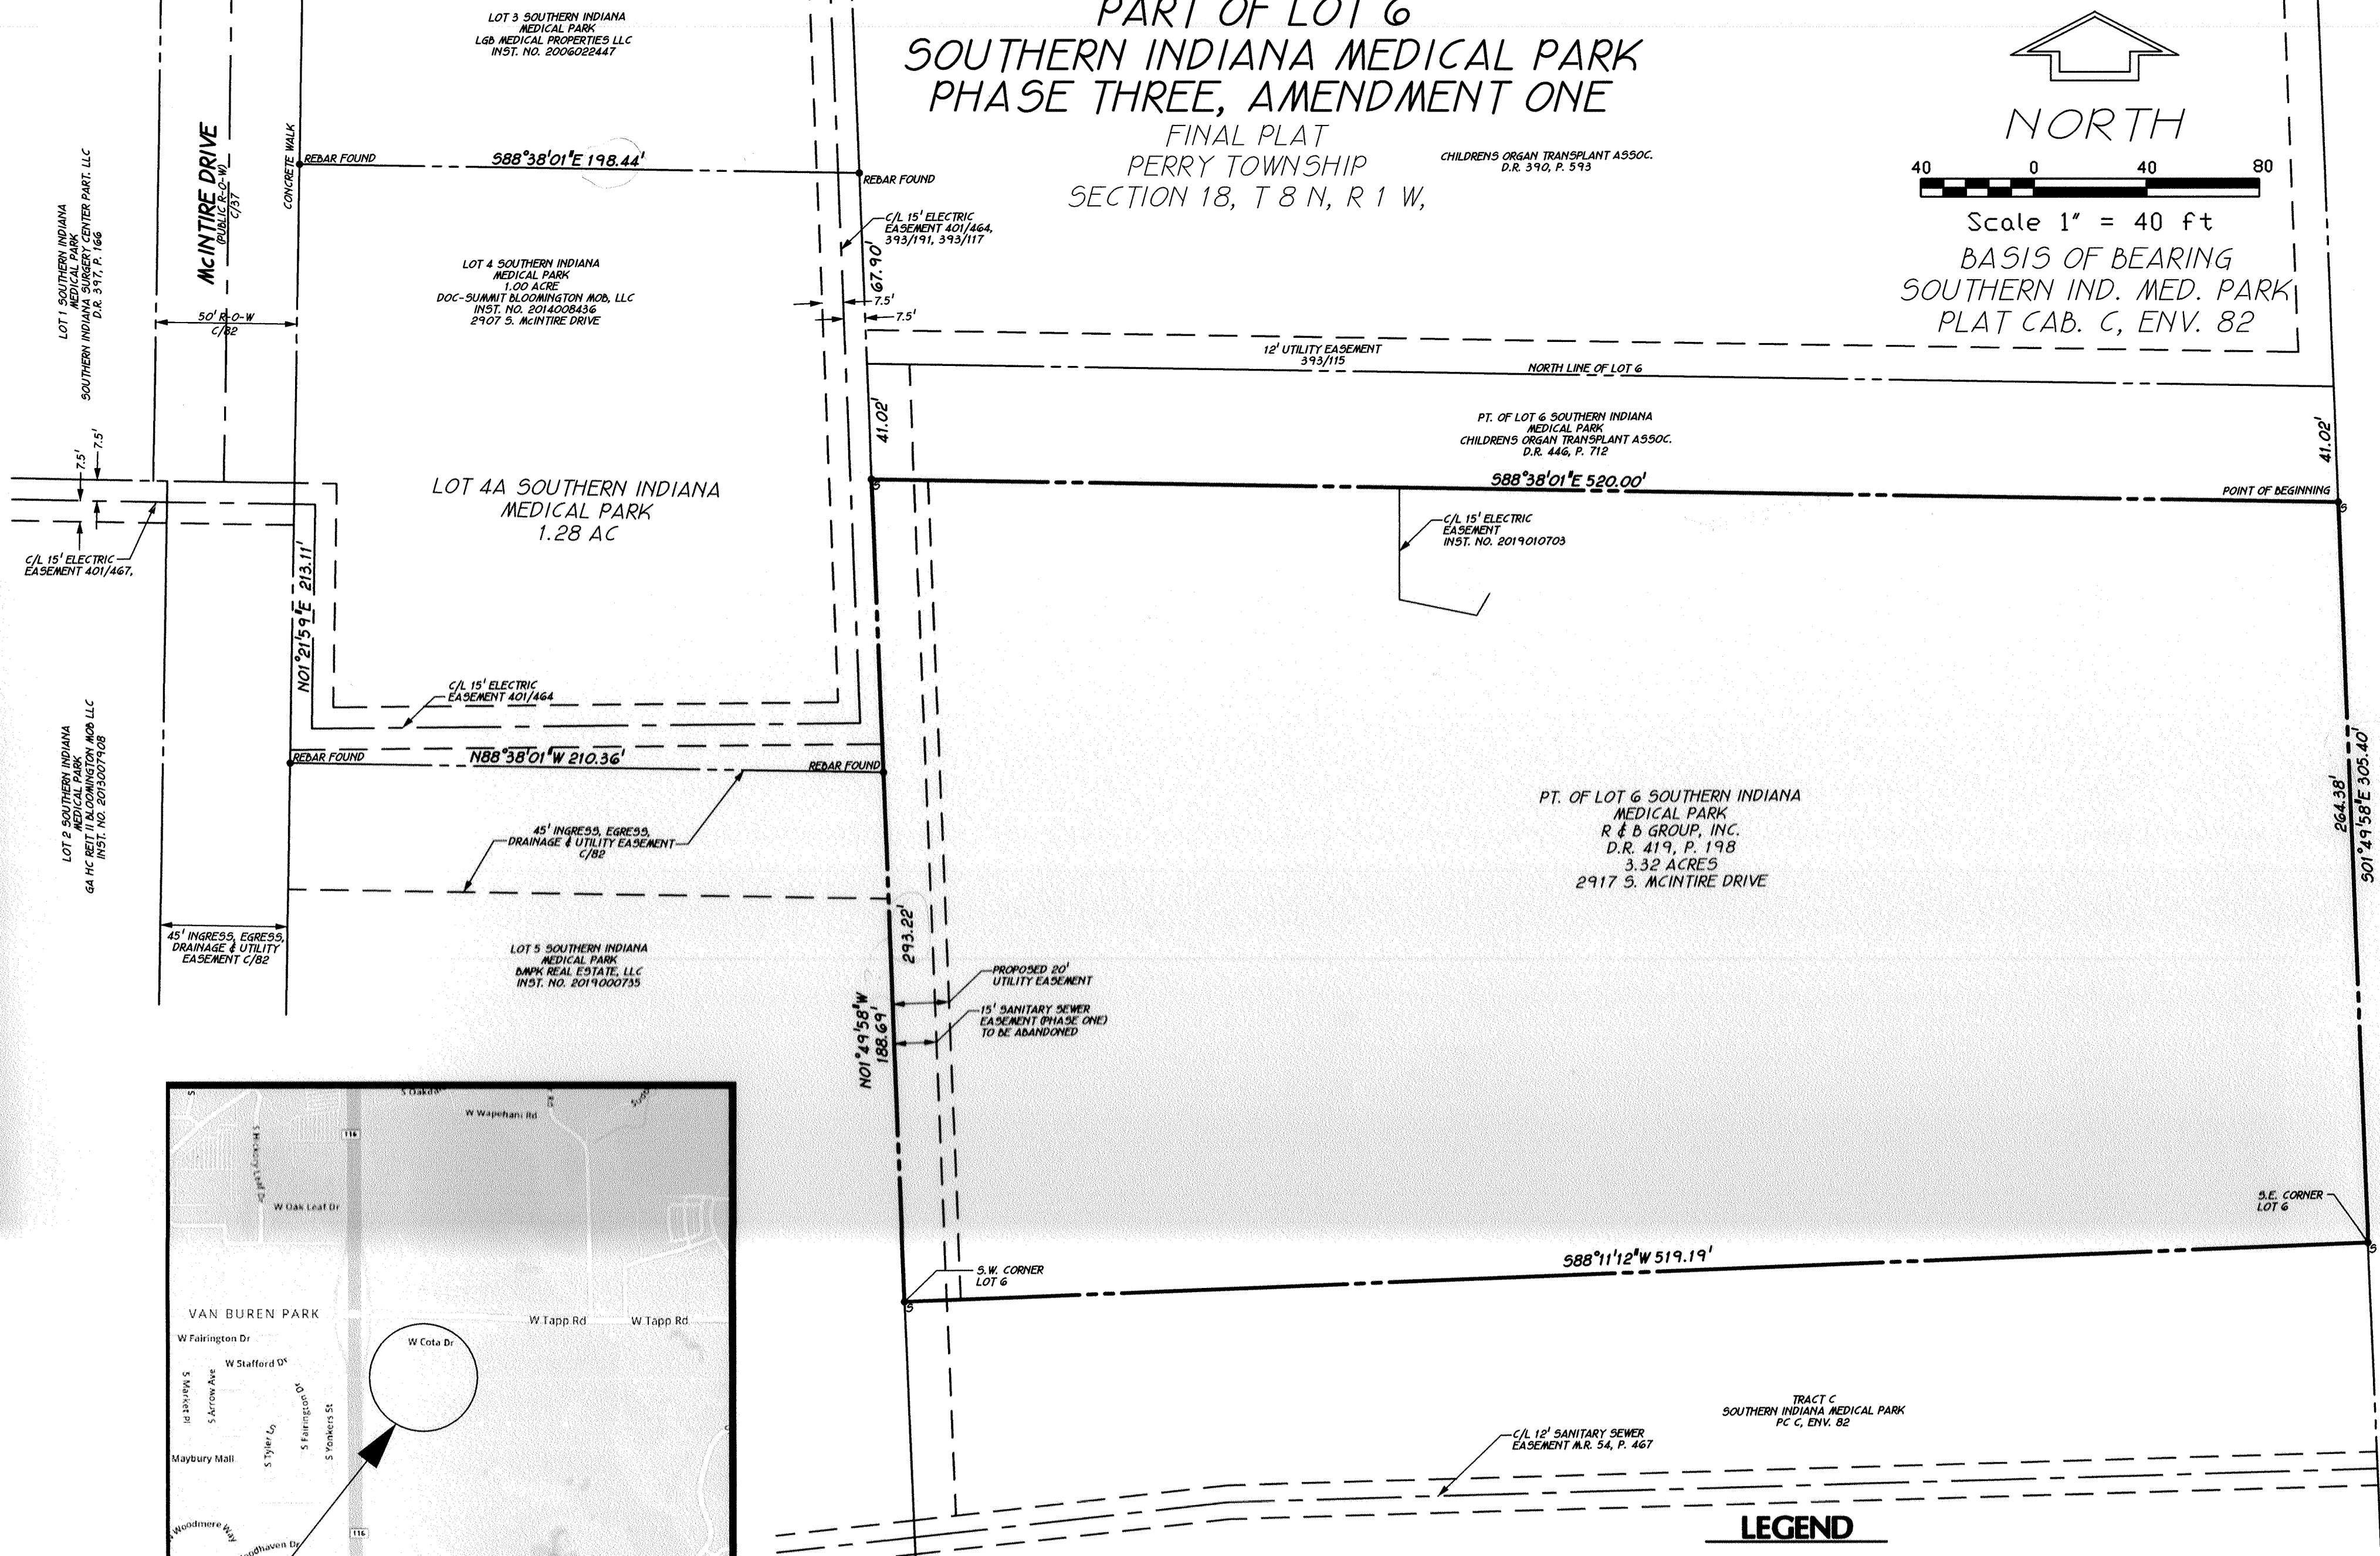 PART OF LOT 6
SOUTHERN INDIANA MEDICAL PARK
PHASE THREE, AMENDMENT ONE
FINAL PLAT
PERRY TOWNSHIP
SECTION 18, T 8 N, R 1 W,
CHILDRENS ORGAN TRANSPLANT ASSOC.
D.R. 390, P. 593
NORTH
40 0 40 80
Scale 1" = 40 ft
BASIS OF BEARING
SOUTHERN IND. MED. PARK
PLAT CAB. C, ENV. 82
LOT 3 SOUTHERN INDIANA
MEDICAL PARK
LGB MEDICAL PROPERTIES LLC
INST. NO. 2006022447
McINTIRE DRIVE
(PUBLIC R-O-W)
C/37
CONCRETE WALK
REBAR FOUND
S88°38'01"E 198.44'
REBAR FOUND
LOT 1 SOUTHERN INDIANA
MEDICAL PARK
SOUTHERN INDIANA SURGERY CENTER PART. LLC
D.R. 397, P. 166
C/L 15' ELECTRIC
EASEMENT 401/464,
393/191, 393/117
67.90'
7.5'
7.5'
LOT 4 SOUTHERN INDIANA
MEDICAL PARK
1.00 ACRE
DOC-SUMMIT BLOOMINGTON MOB, LLC
INST. NO. 2014008436
2907 S. McINTIRE DRIVE
50' R-O-W
C/82
12' UTILITY EASEMENT
393/115
NORTH LINE OF LOT 6
41.02'
PT. OF LOT 6 SOUTHERN INDIANA
MEDICAL PARK
CHILDRENS ORGAN TRANSPLANT ASSOC.
D.R. 446, P. 712
41.02'
7.5'
7.5'
LOT 4A SOUTHERN INDIANA
MEDICAL PARK
1.28 AC
S88°38'01"E 520.00'
POINT OF BEGINNING
S
S
C/L 15' ELECTRIC
EASEMENT
INST. NO. 2019010703
C/L 15' ELECTRIC
EASEMENT 401/467,
N01°21'59"E 213.11'
C/L 15' ELECTRIC
EASEMENT 401/464
REBAR FOUND
N88°38'01"W 210.36'
REBAR FOUND
LOT 2 SOUTHERN INDIANA
MEDICAL PARK
GA HC REIT II BLOOMINGTON MOB LLC
INST. NO. 2013007908
45' INGRESS, EGRESS,
DRAINAGE & UTILITY EASEMENT
C/82
PT. OF LOT 6 SOUTHERN INDIANA
MEDICAL PARK
R & B GROUP, INC.
D.R. 419, P. 198
3.32 ACRES
2917 S. MCINTIRE DRIVE
264.38'
S01°49'58"E 305.40'
45' INGRESS, EGRESS,
DRAINAGE & UTILITY
EASEMENT C/82
LOT 5 SOUTHERN INDIANA
MEDICAL PARK
BMPK REAL ESTATE, LLC
INST. NO. 2019000735
293.22'
N01°49'58"W
188.69'
PROPOSED 20'
UTILITY EASEMENT
15' SANITARY SEWER
EASEMENT (PHASE ONE)
TO BE ABANDONED
S.E. CORNER
LOT 6
S
S88°11'12"W 519.19'
S.W. CORNER
LOT 6
S
W Wapehani Rd
116
S Hickory Leaf Dr
W Oak Leaf Dr
VAN BUREN PARK
W Tapp Rd
W Tapp Rd
W Fairington Dr
W Cota Dr
W Stafford Dr
S Market Pl
S Arrow Ave
S Fairington Dr
S Tyler Ln
S Yonkers St
Maybury Mall
Woodmere Way
116
TRACT C
SOUTHERN INDIANA MEDICAL PARK
PC C, ENV. 82
C/L 12' SANITARY SEWER
EASEMENT M.R. 54, P. 467
LEGEND